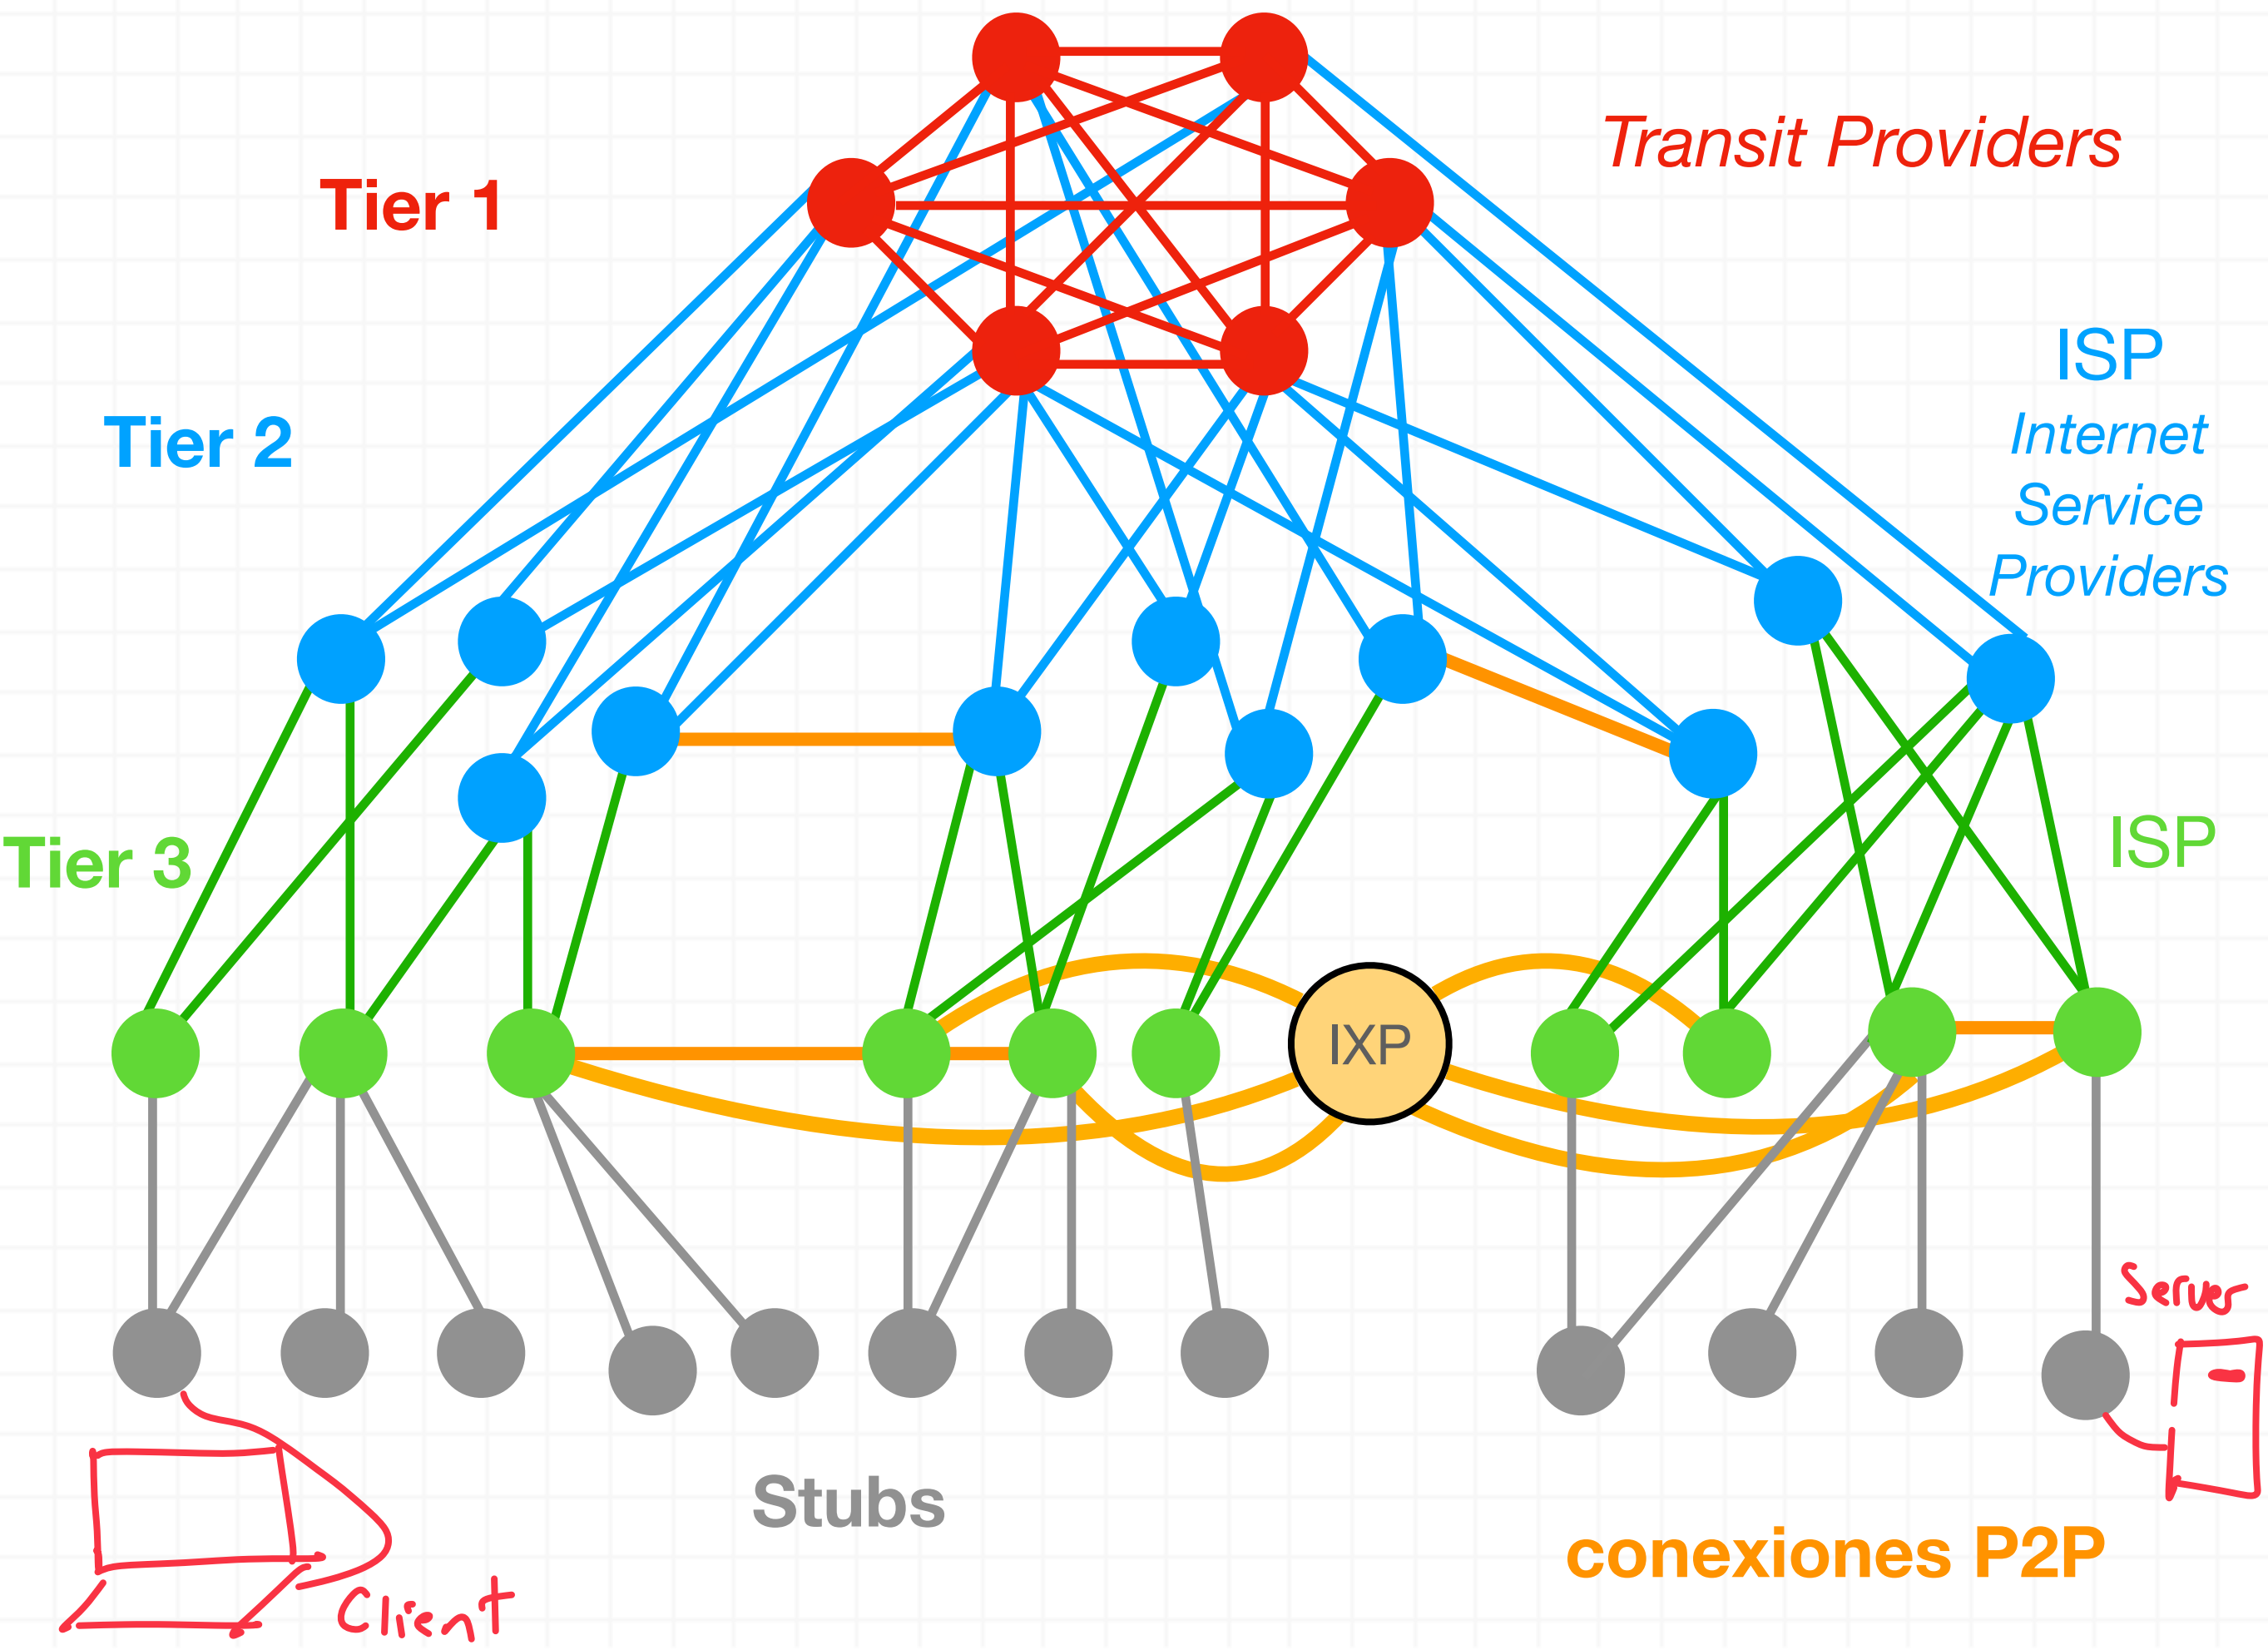 Transit Providers
Tier 1
ISP
Internet
Service
Providers
Tier 2
Tier 3
ISP
IXP
Server
Stubs
conexiones P2P
Client